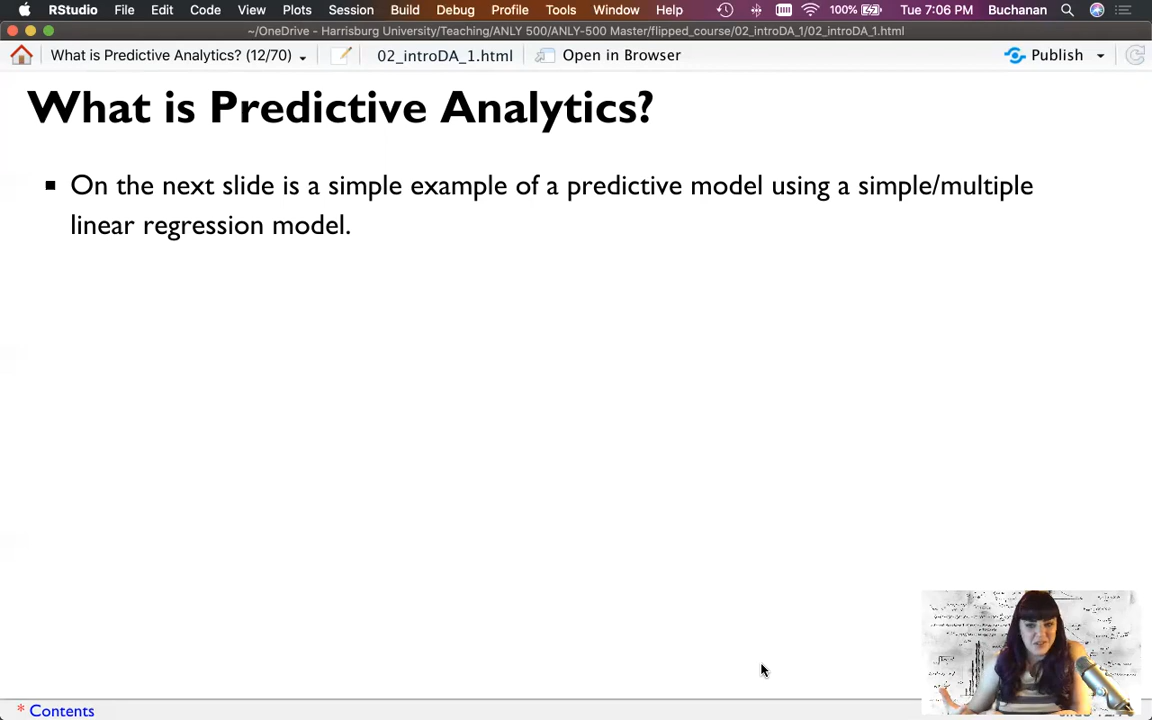 RStudio File Edit Code View Plots Session Build Debug Profile Tools Window Help 100% Tue 7:06 PM Buchanan
~/OneDrive - Harrisburg University/Teaching/ANLY 500/ANLY-500 Master/flipped_course/02_introDA_1/02_introDA_1.html
What is Predictive Analytics? (12/70) 02_introDA_1.html Open in Browser Publish
What is Predictive Analytics?
▪ On the next slide is a simple example of a predictive model using a simple/multiple
linear regression model.
* Contents